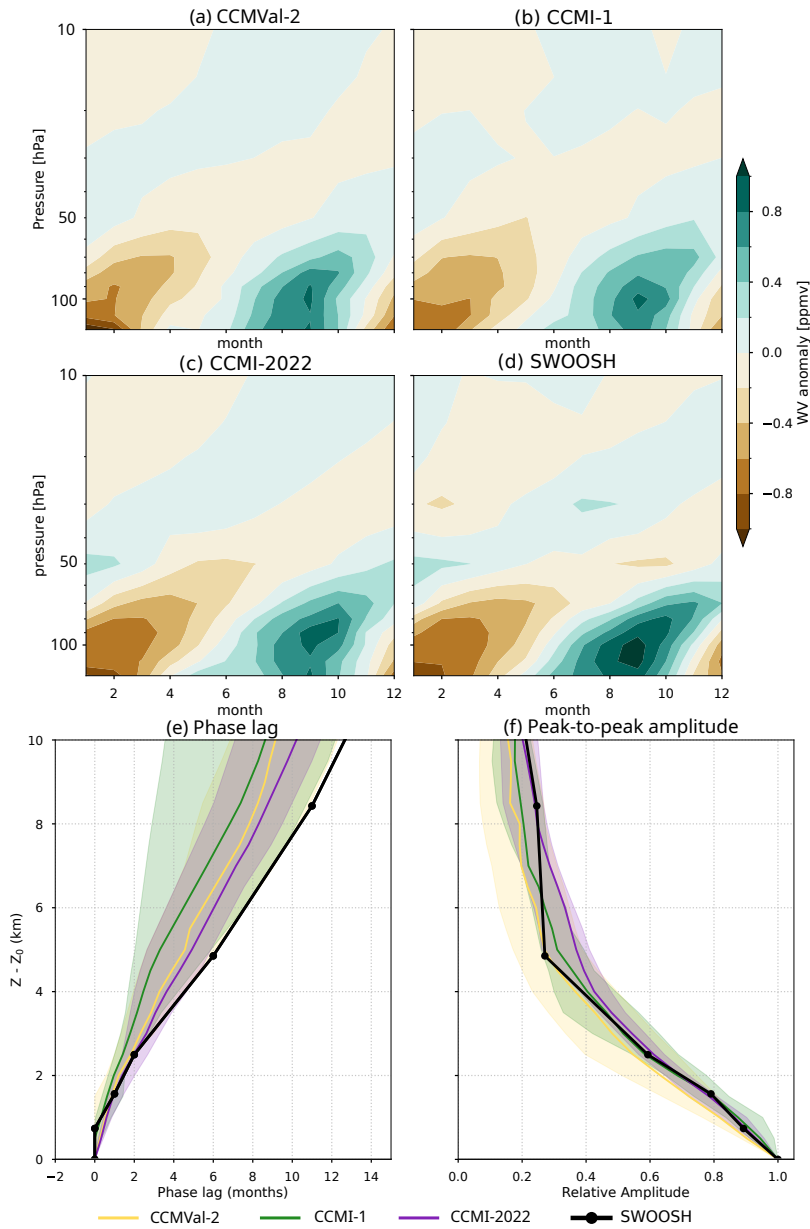 (a) CCMVal-2
(b) CCMI-1
10
50
100
Pressure [hPa]
month
month
0.8
0.4
0.0
−0.4
−0.8
WV anomaly [ppmv]
(c) CCMI-2022
(d) SWOOSH
10
50
100
pressure [hPa]
2 4 6 8 10 12
2 4 6 8 10 12
month
month
(e) Phase lag
(f) Peak-to-peak amplitude
10
8
6
4
2
0
Z - Z₀ (km)
−2 0 2 4 6 8 10 12 14
0.0 0.2 0.4 0.6 0.8 1.0
Phase lag (months)
Relative Amplitude
CCMVal-2 CCMI-1 CCMI-2022 SWOOSH